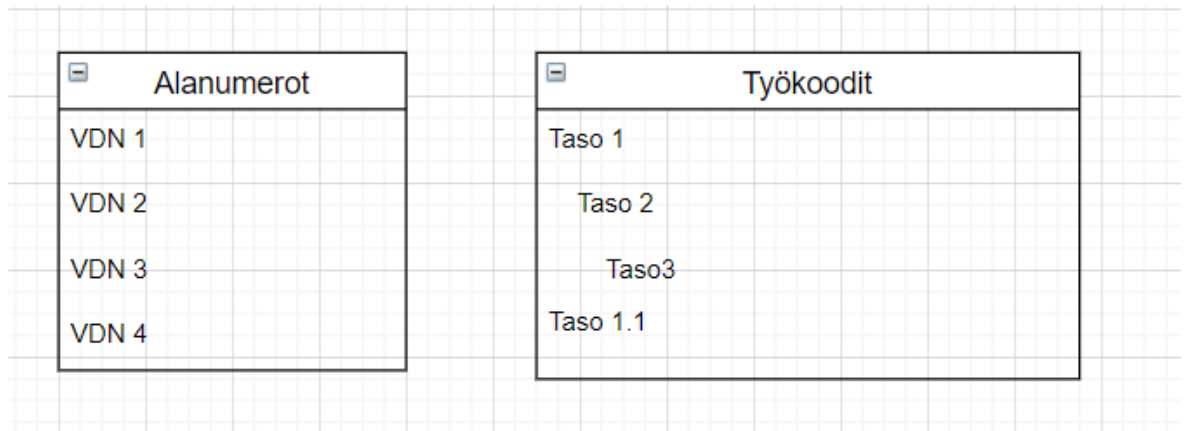 Alanumerot
VDN 1
VDN 2
VDN 3
VDN 4
Työkoodit
Taso 1
Taso 2
Taso3
Taso 1.1